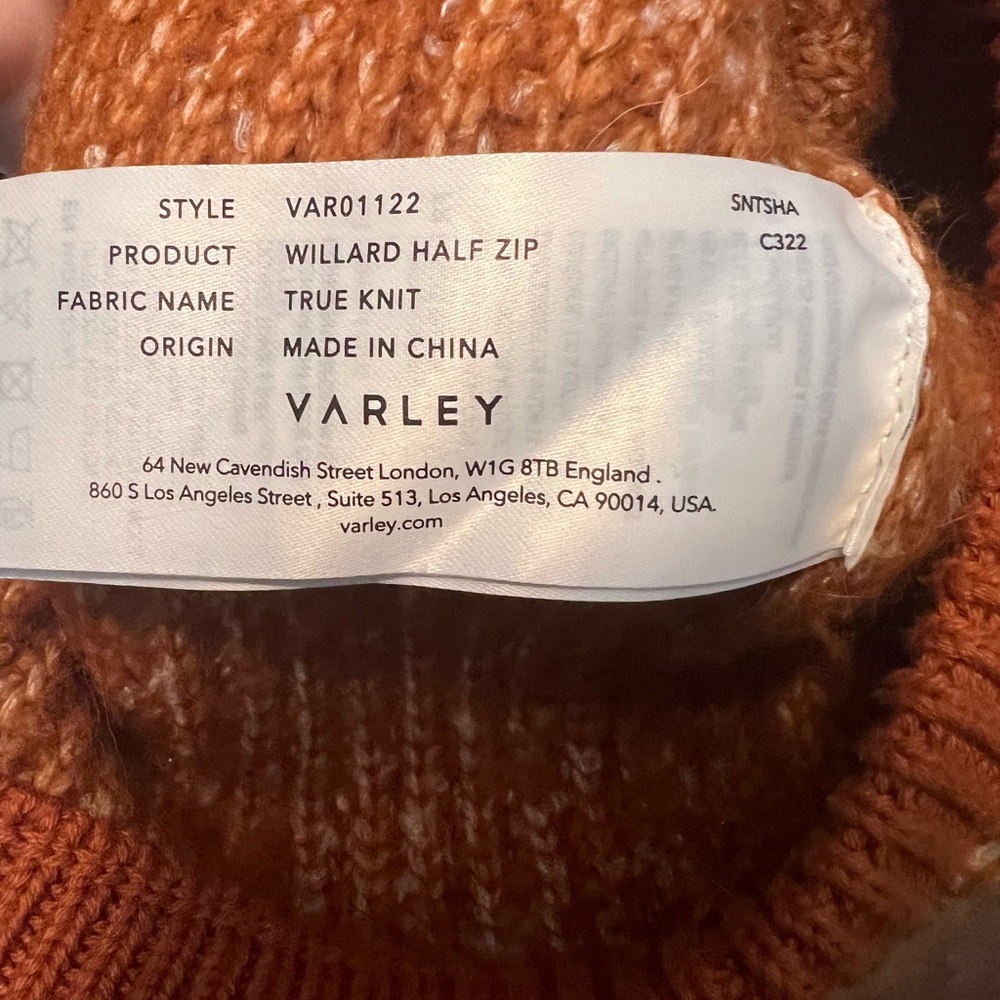 STYLE VAR01122
PRODUCT WILLARD HALF ZIP
FABRIC NAME TRUE KNIT
ORIGIN MADE IN CHINA
SNTSHA
C322
VARLEY
64 New Cavendish Street London, W1G 8TB England .
860 S Los Angeles Street , Suite 513, Los Angeles, CA 90014, USA.
varley.com